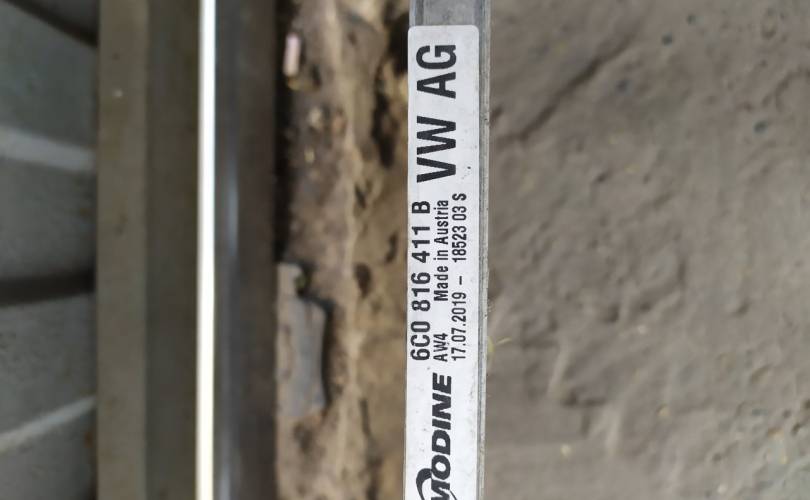 MODINE
6C0 816 411 B
AW4 Made in Austria
17.07.2019 - 18523 03 S
VW AG